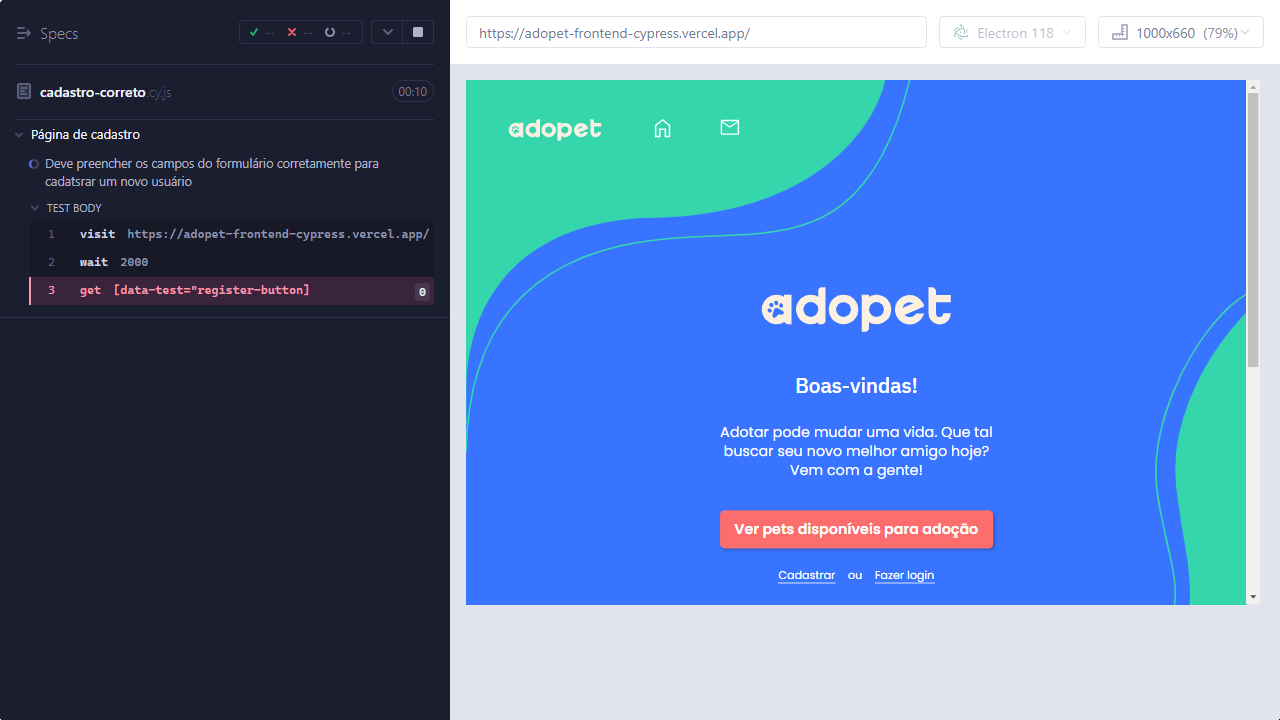 Specs
-- -- --
cadastro-correto.cy.js
00:10
Página de cadastro
Deve preencher os campos do formulário corretamente para
cadatsrar um novo usuário
TEST BODY
1 visit https://adopet-frontend-cypress.vercel.app/
2 wait 2000
3 get [data-test="register-button] 0
https://adopet-frontend-cypress.vercel.app/
Electron 118
1000x660 (79%)
adopet
adopet
Boas-vindas!
Adotar pode mudar uma vida. Que tal
buscar seu novo melhor amigo hoje?
Vem com a gente!
Ver pets disponíveis para adoção
Cadastrar ou Fazer login